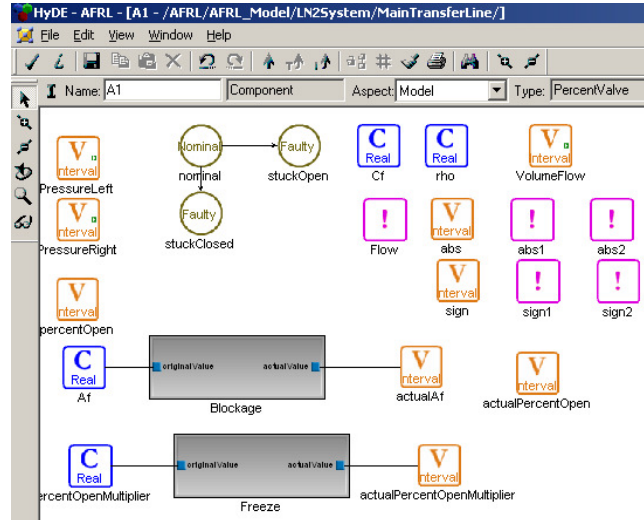 HyDE - AFRL - [A1 - /AFRL/AFRL_Model/LN2System/MainTransferLine/]
File Edit View Window Help
Name: A1 Component Aspect: Model Type: PercentValve
V nterval PressureLeft
Nominal nominal
Faulty stuckOpen
C Real Cf
C Real rho
V nterval VolumeFlow
V nterval PressureRight
Faulty stuckClosed
! Flow
V nterval abs
! abs1
! abs2
V nterval percentOpen
V nterval sign
! sign1
! sign2
C Real Af
originalValue actualValue
Blockage
V nterval actualAf
V nterval actualPercentOpen
C Real ercentOpenMultiplier
originalValue actualValue
Freeze
V nterval actualPercentOpenMultiplier